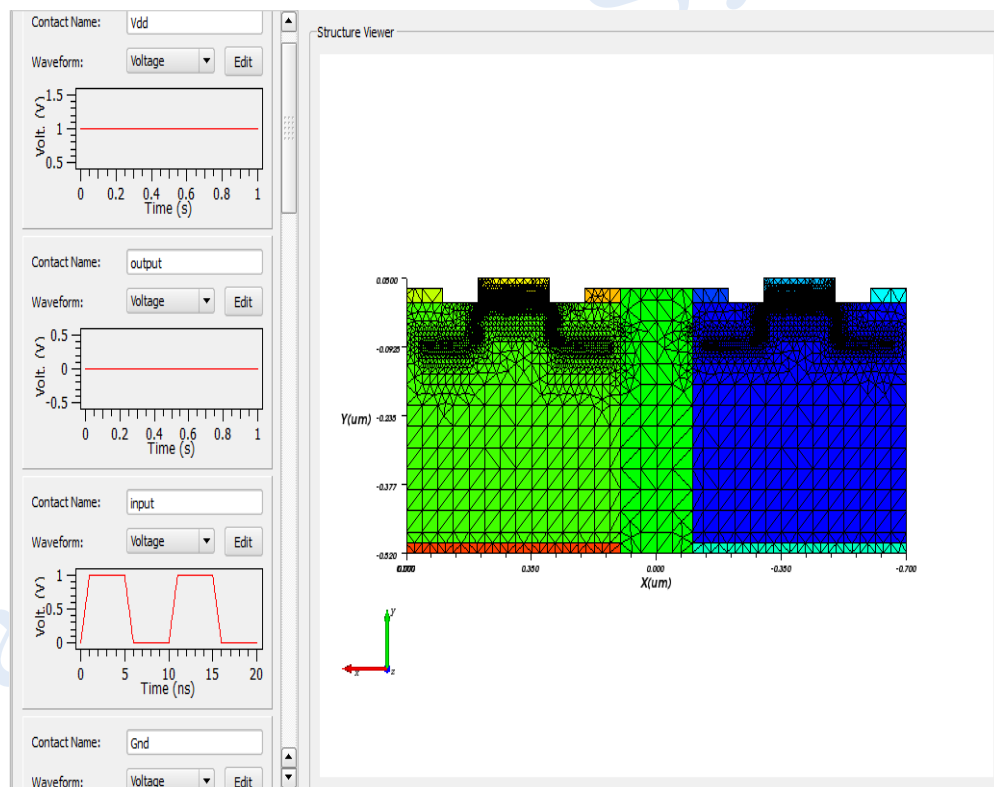 Contact Name: Vdd
Waveform: Voltage Edit
1.5
1
0.5
Volt. (V)
0 0.2 0.4 0.6 0.8 1
Time (s)
Contact Name: output
Waveform: Voltage Edit
0.5
0
-0.5
Volt. (V)
0 0.2 0.4 0.6 0.8 1
Time (s)
Contact Name: input
Waveform: Voltage Edit
1
0.5
0
Volt. (V)
0 5 10 15 20
Time (ns)
Contact Name: Gnd
Waveform: Voltage Edit
Structure Viewer
0.0500
-0.0925
-0.235
-0.377
-0.520
Y(um)
0.350 0.000 -0.350 -0.700
X(um)
y
x z